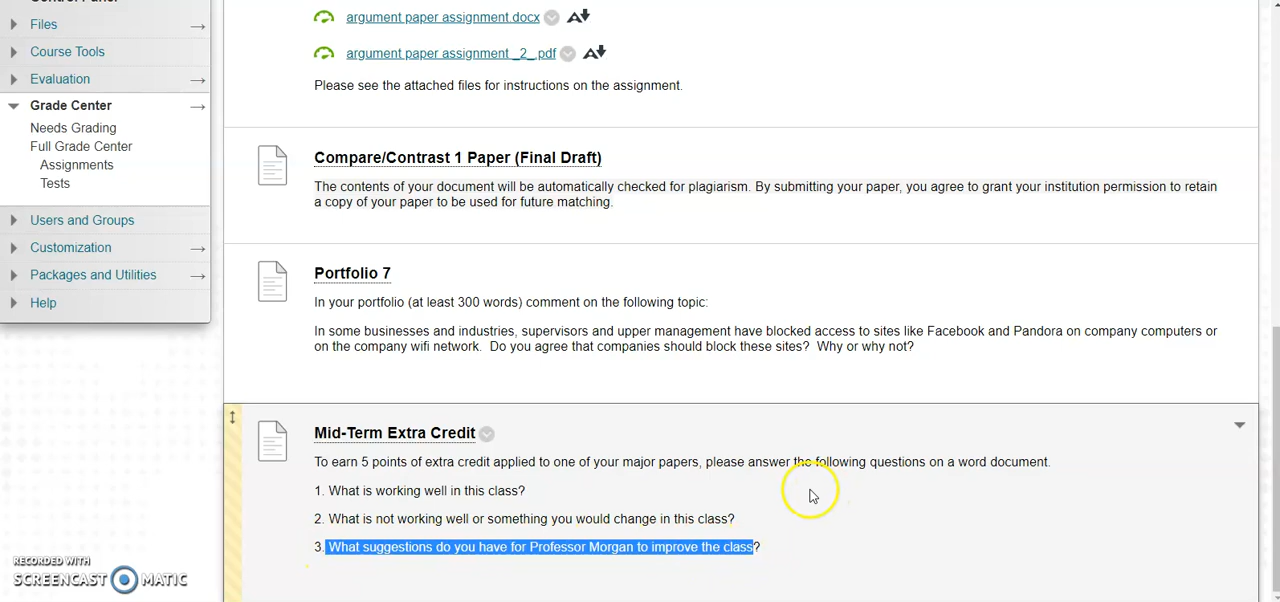 Files
Course Tools
Evaluation
Grade Center
Needs Grading
Full Grade Center
Assignments
Tests
Users and Groups
Customization
Packages and Utilities
Help
argument paper assignment.docx
argument paper assignment _2_.pdf
Please see the attached files for instructions on the assignment.
Compare/Contrast 1 Paper (Final Draft)
The contents of your document will be automatically checked for plagiarism. By submitting your paper, you agree to grant your institution permission to retain
a copy of your paper to be used for future matching.
Portfolio 7
In your portfolio (at least 300 words) comment on the following topic:
In some businesses and industries, supervisors and upper management have blocked access to sites like Facebook and Pandora on company computers or
on the company wifi network. Do you agree that companies should block these sites? Why or why not?
Mid-Term Extra Credit
To earn 5 points of extra credit applied to one of your major papers, please answer the following questions on a word document.
1. What is working well in this class?
2. What is not working well or something you would change in this class?
3. What suggestions do you have for Professor Morgan to improve the class?
RECORDED WITH
SCREENCAST MATIC